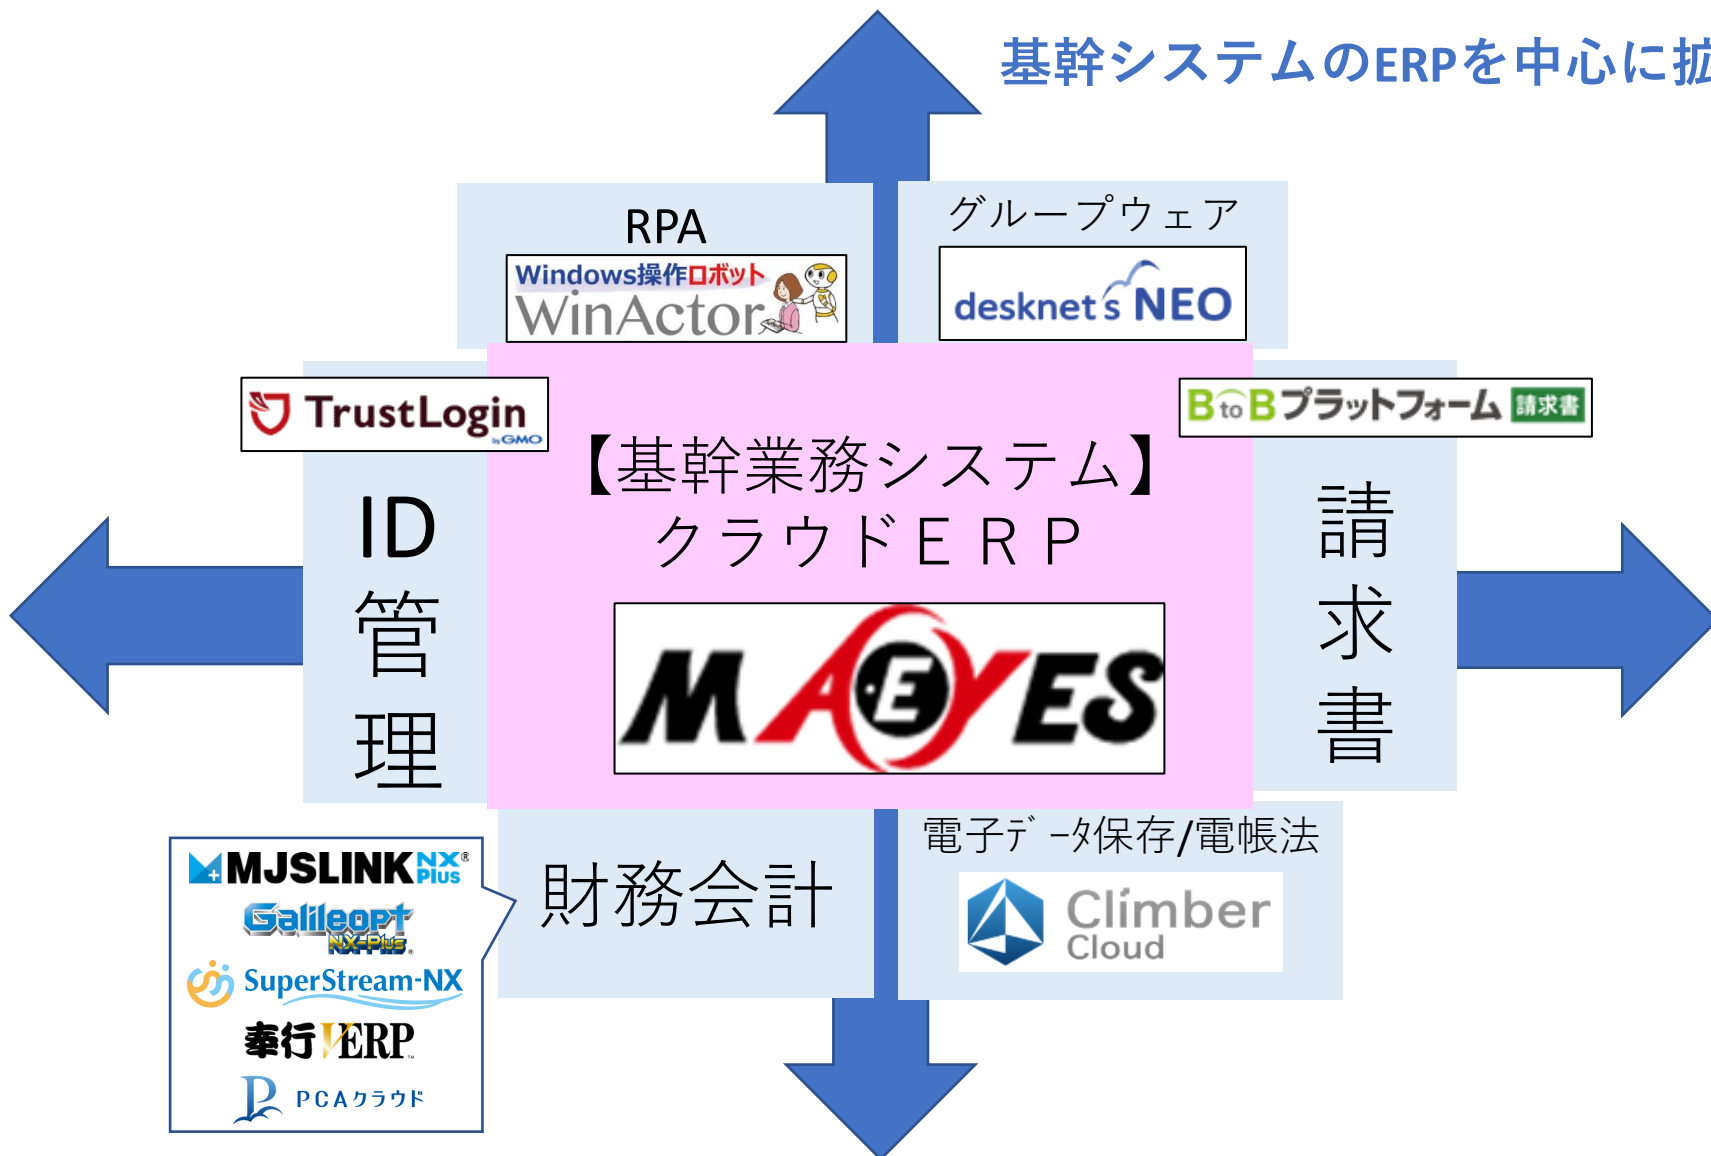 基幹システムのERPを中心に拡
RPA
Windows操作ロボット
WinActor
グループウェア
desknet's NEO
TrustLogin
by GMO
BtoBプラットフォーム 請求書
【基幹業務システム】
クラウドERP
MA・EYES
ID
管
理
請
求
書
財務会計
電子ﾃﾞｰﾀ保存/電帳法
Climber
Cloud
MJSLINK NX Plus®
Galileopt
NX-Plus®
SuperStream-NX
奉行VERP™
PCAクラウド